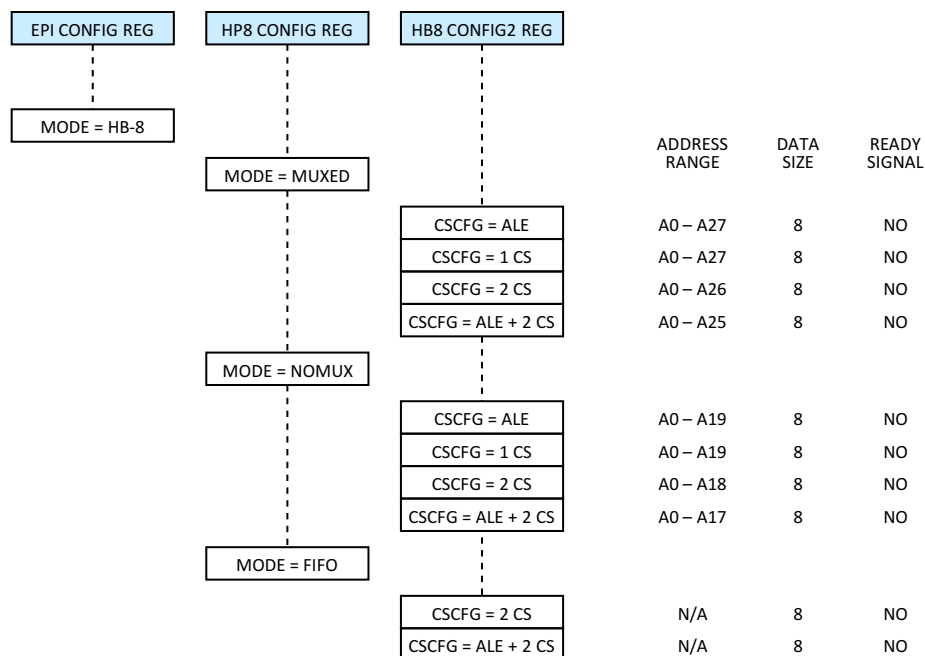 EPI CONFIG REG HP8 CONFIG REG HB8 CONFIG2 REG
MODE = HB-8
ADDRESS RANGE DATA SIZE READY SIGNAL
MODE = MUXED
CSCFG = ALE A0 – A27 8 NO
CSCFG = 1 CS A0 – A27 8 NO
CSCFG = 2 CS A0 – A26 8 NO
CSCFG = ALE + 2 CS A0 – A25 8 NO
MODE = NOMUX
CSCFG = ALE A0 – A19 8 NO
CSCFG = 1 CS A0 – A19 8 NO
CSCFG = 2 CS A0 – A18 8 NO
CSCFG = ALE + 2 CS A0 – A17 8 NO
MODE = FIFO
CSCFG = 2 CS N/A 8 NO
CSCFG = ALE + 2 CS N/A 8 NO